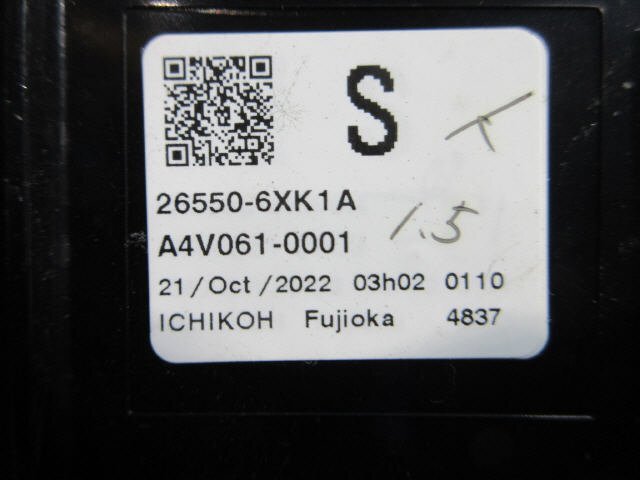 S
26550-6XK1A
A4V061-0001
1.5
21/Oct/2022 03h02 0110
ICHIKOH Fujioka 4837